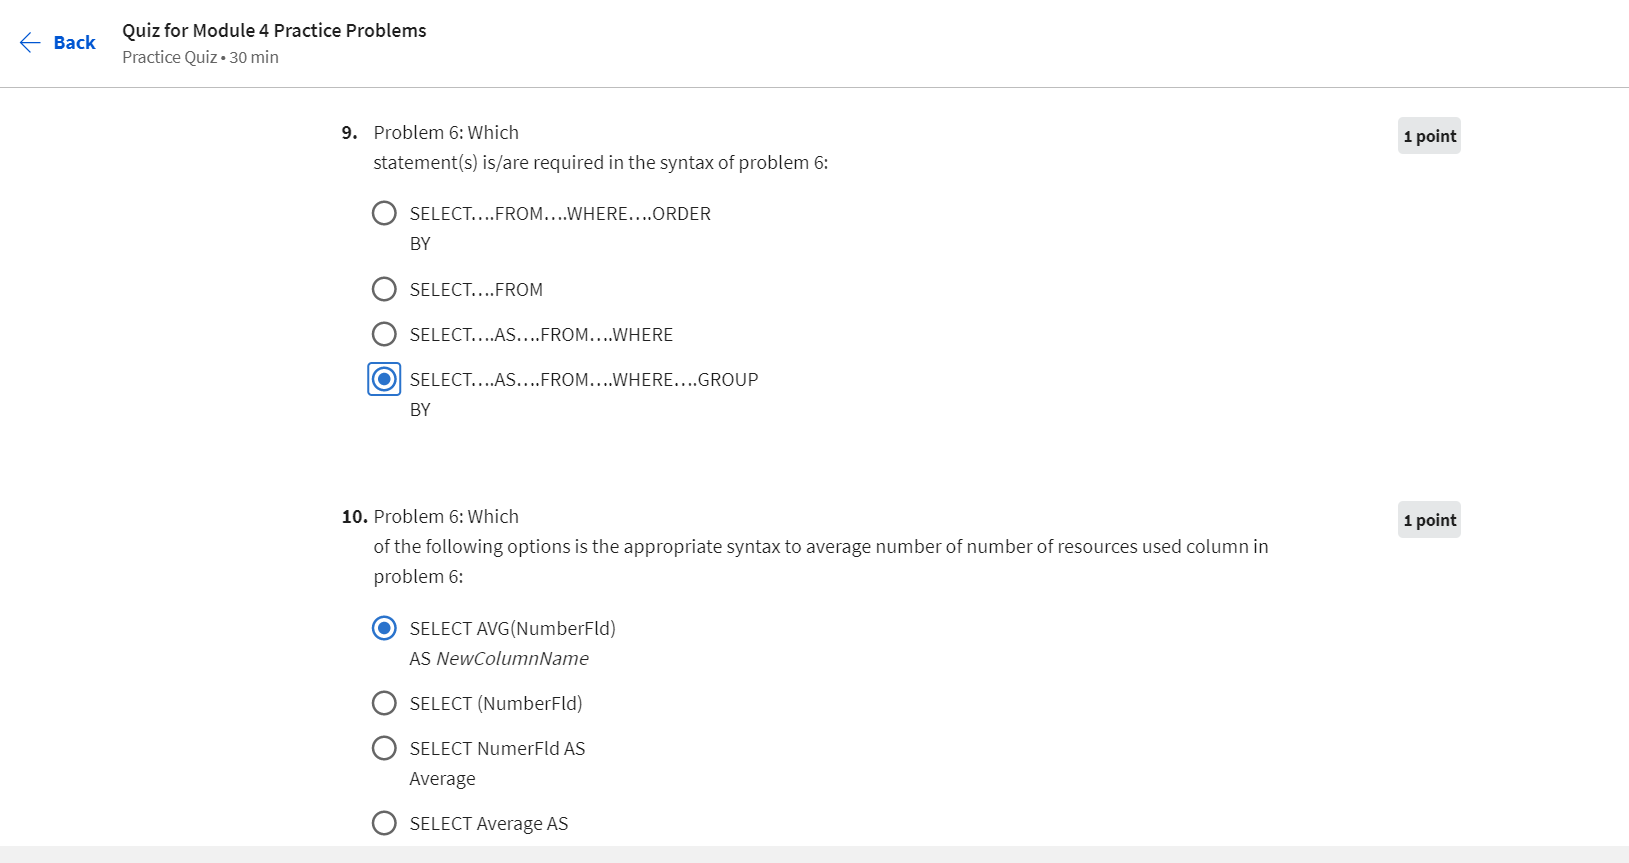 Back
Quiz for Module 4 Practice Problems
Practice Quiz • 30 min
9. Problem 6: Which
statement(s) is/are required in the syntax of problem 6:
1 point
SELECT….FROM….WHERE….ORDER
BY
SELECT….FROM
SELECT….AS….FROM….WHERE
SELECT….AS….FROM….WHERE….GROUP
BY
10. Problem 6: Which
of the following options is the appropriate syntax to average number of number of resources used column in
problem 6:
1 point
SELECT AVG(NumberFld)
AS NewColumnName
SELECT (NumberFld)
SELECT NumerFld AS
Average
SELECT Average AS